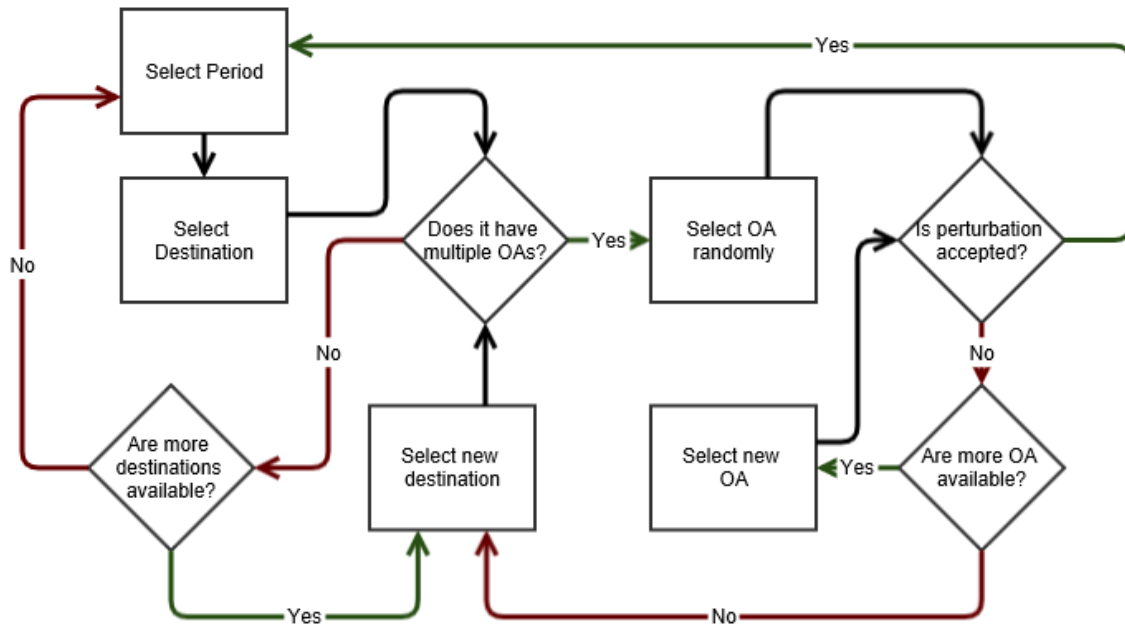 Yes
Select Period
Select
Destination
Does it have
multiple OAs?
Yes
Select OA
randomly
Is perturbation
accepted?
No
No
No
Are more
destinations
available?
Select new
destination
Select new
OA
Yes
Are more OA
available?
Yes
No